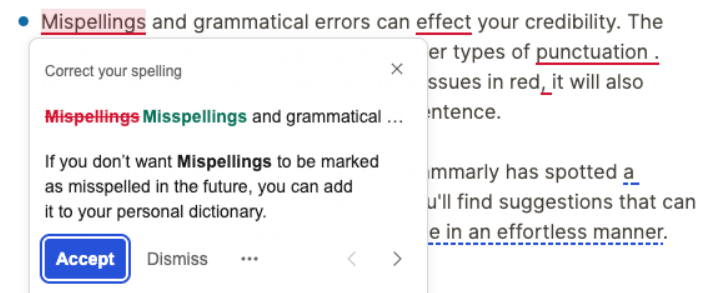 Mispellings and grammatical errors can effect your credibility. The
er types of punctuation .
ssues in red, it will also
ntence.
mmarly has spotted a
u'll find suggestions that can
e in an effortless manner.
Correct your spelling
Mispellings Misspellings and grammatical ...
If you don't want Mispellings to be marked
as misspelled in the future, you can add
it to your personal dictionary.
Accept Dismiss